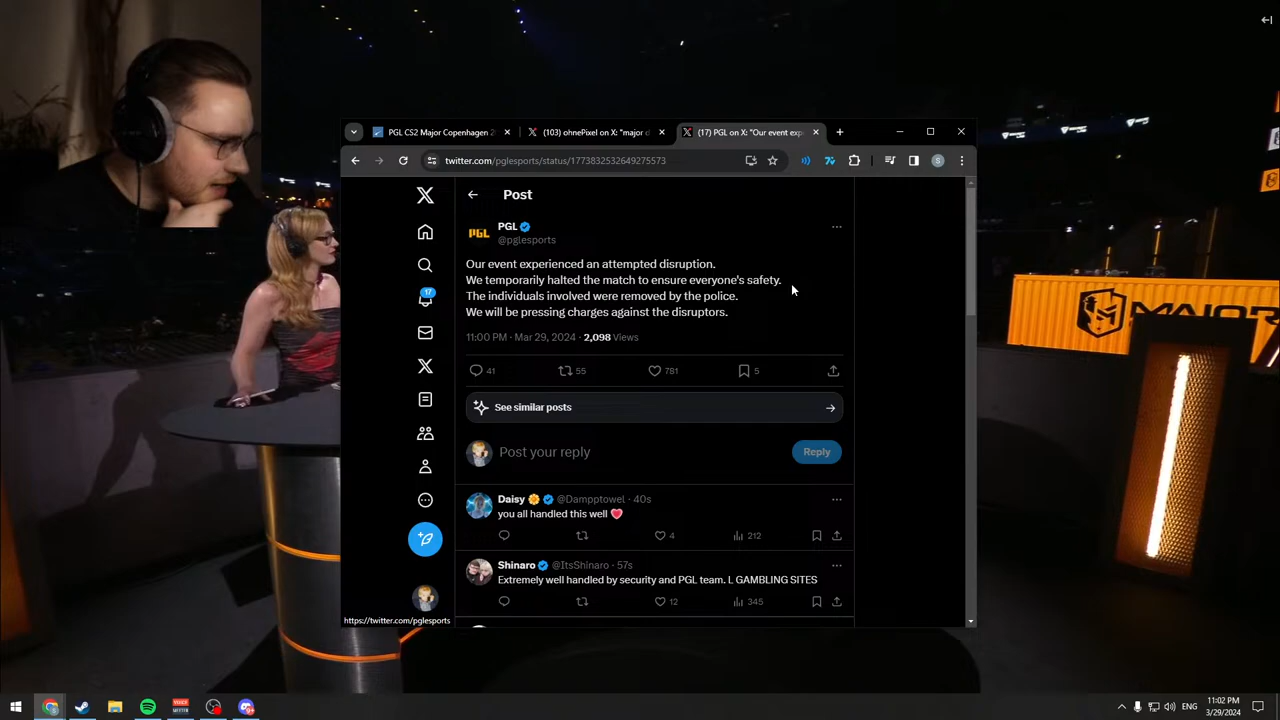 PGL CS2 Major Copenhagen 2
(103) ohnePixel on X: "major d
(17) PGL on X: "Our event exp
twitter.com/pglesports/status/1773832532649275573
Post
PGL
@pglesports
Our event experienced an attempted disruption.
We temporarily halted the match to ensure everyone's safety.
The individuals involved were removed by the police.
We will be pressing charges against the disruptors.
11:00 PM · Mar 29, 2024 · 2,098 Views
41 55 781 5
See similar posts
Post your reply
Reply
Daisy @Dampptowel · 40s
you all handled this well
4 212
Shinaro @ItsShinaro · 57s
Extremely well handled by security and PGL team. L GAMBLING SITES
12 345
17
https://twitter.com/pglesports
MAJOR
ENG
11:02 PM
3/29/2024